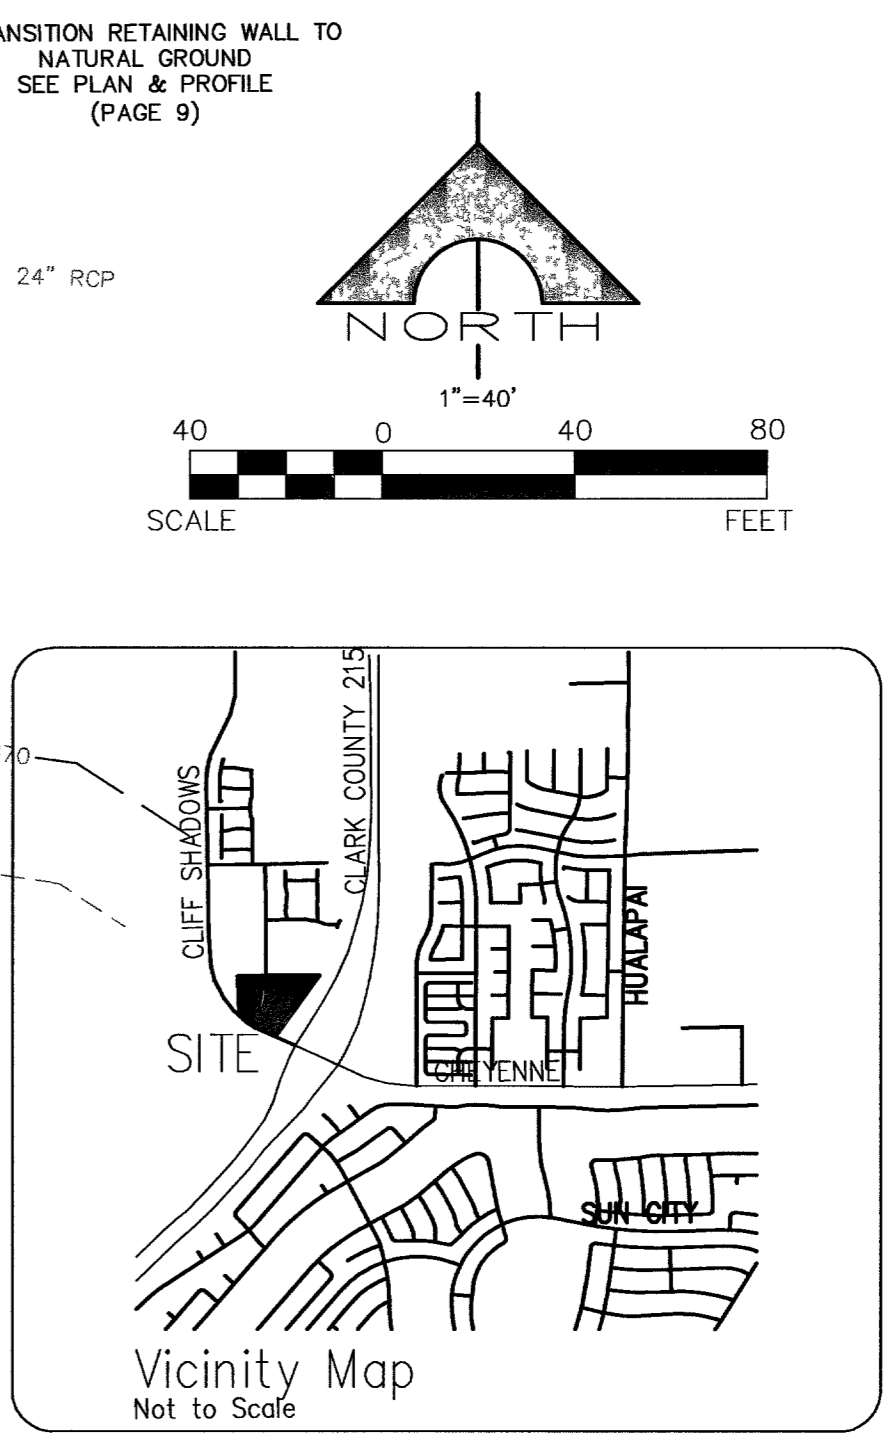 ANSITION RETAINING WALL TO
NATURAL GROUND
SEE PLAN & PROFILE
(PAGE 9)
24" RCP
NORTH
1"=40'
40 0 40 80
SCALE FEET
CLARK COUNTY 215
70
CLIFF SHADOWS
HUALAPAI
SITE
CHEYENNE
SUN CITY
Vicinity Map
Not to Scale